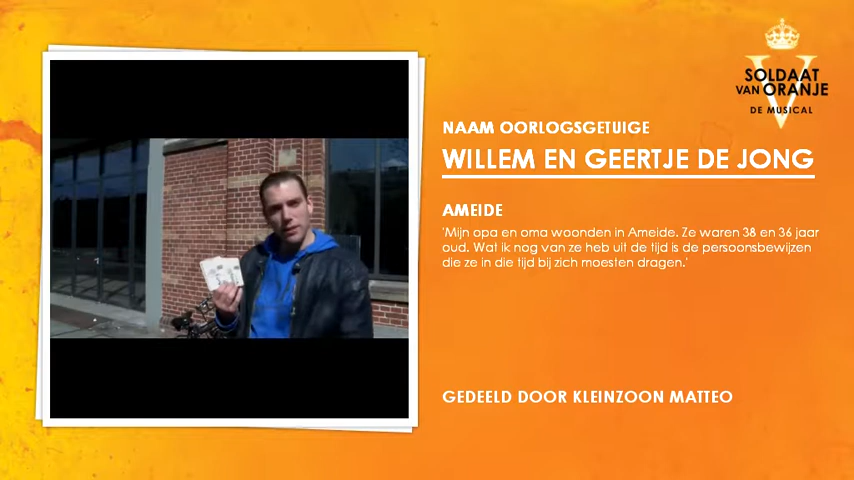 SOLDAAT
VAN ORANJE
DE MUSICAL
NAAM OORLOGSGETUIGE
WILLEM EN GEERTJE DE JONG
AMEIDE
'Mijn opa en oma woonden in Ameide. Ze waren 38 en 36 jaar
oud. Wat ik nog van ze heb uit de tijd is de persoonsbewijzen
die ze in die tijd bij zich moesten dragen.'
GEDEELD DOOR KLEINZOON MATTEO